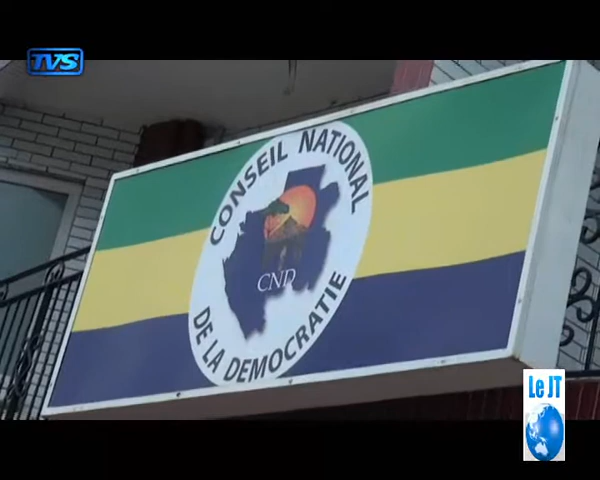 TVS
CONSEIL NATIONAL
CND
DE LA DEMOCRATIE
Le JT